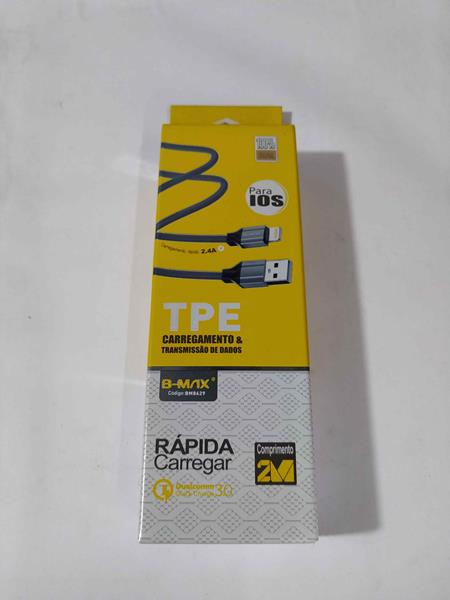 100%
Para
IOS
Carregamento rápido 2.4A
TPE
CARREGAMENTO &
TRANSMISSÃO DE DADOS
B-MAX®
Código:BM8629
RÁPIDA
Carregar
Comprimento
2M
Qualcomm
Quick Charge 3.0